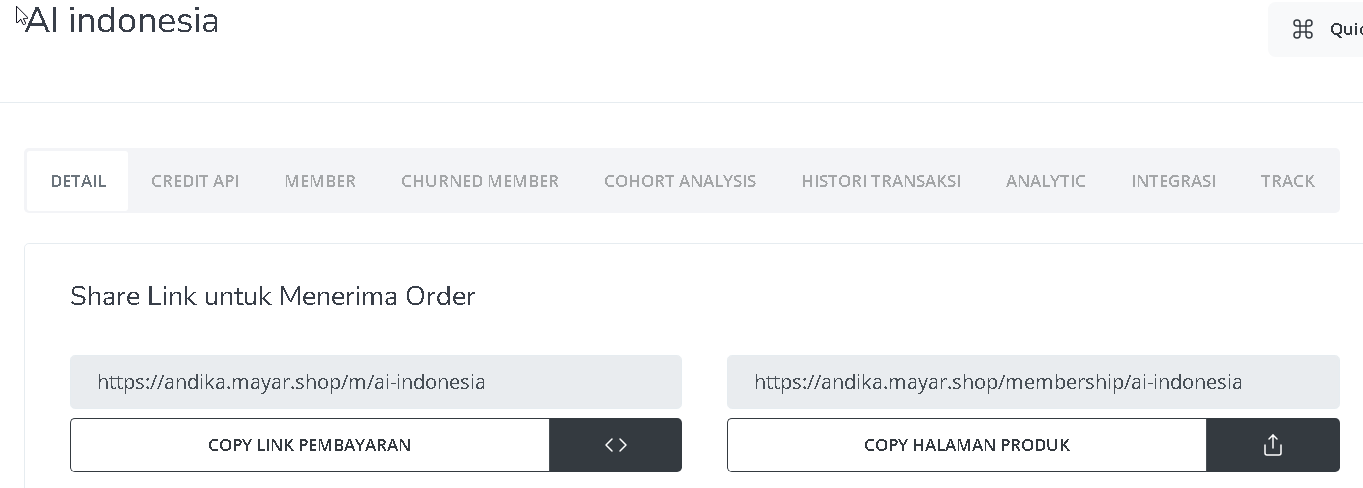 AI indonesia
⌘ Quic
DETAIL CREDIT API MEMBER CHURNED MEMBER COHORT ANALYSIS HISTORI TRANSAKSI ANALYTIC INTEGRASI TRACK
Share Link untuk Menerima Order
https://andika.mayar.shop/m/ai-indonesia https://andika.mayar.shop/membership/ai-indonesia
COPY LINK PEMBAYARAN <> COPY HALAMAN PRODUK